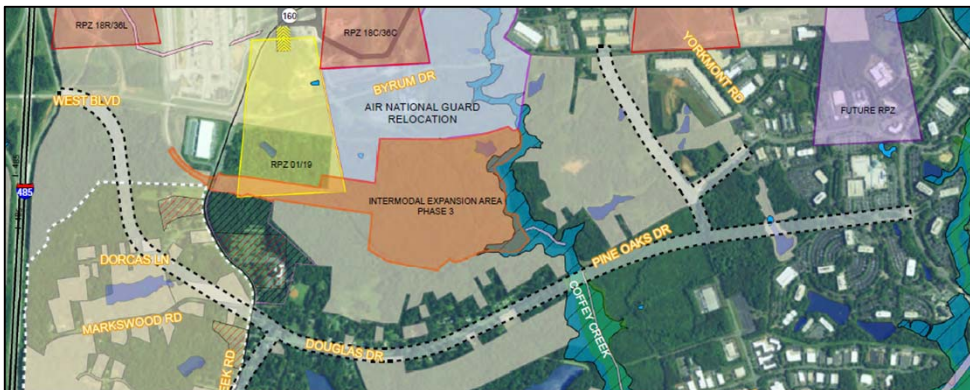 160
RPZ 18R/36L
RPZ 18C/36C
YORKMONT RD
BYRUM DR
WEST BLVD
AIR NATIONAL GUARD
RELOCATION
FUTURE RPZ
RPZ 01/19
485
485
INTERMODAL EXPANSION AREA
PHASE 3
PINE OAKS DR
DORCAS LN
COFFEY CREEK
MARKSWOOD RD
DOUGLAS DR
EEK RD